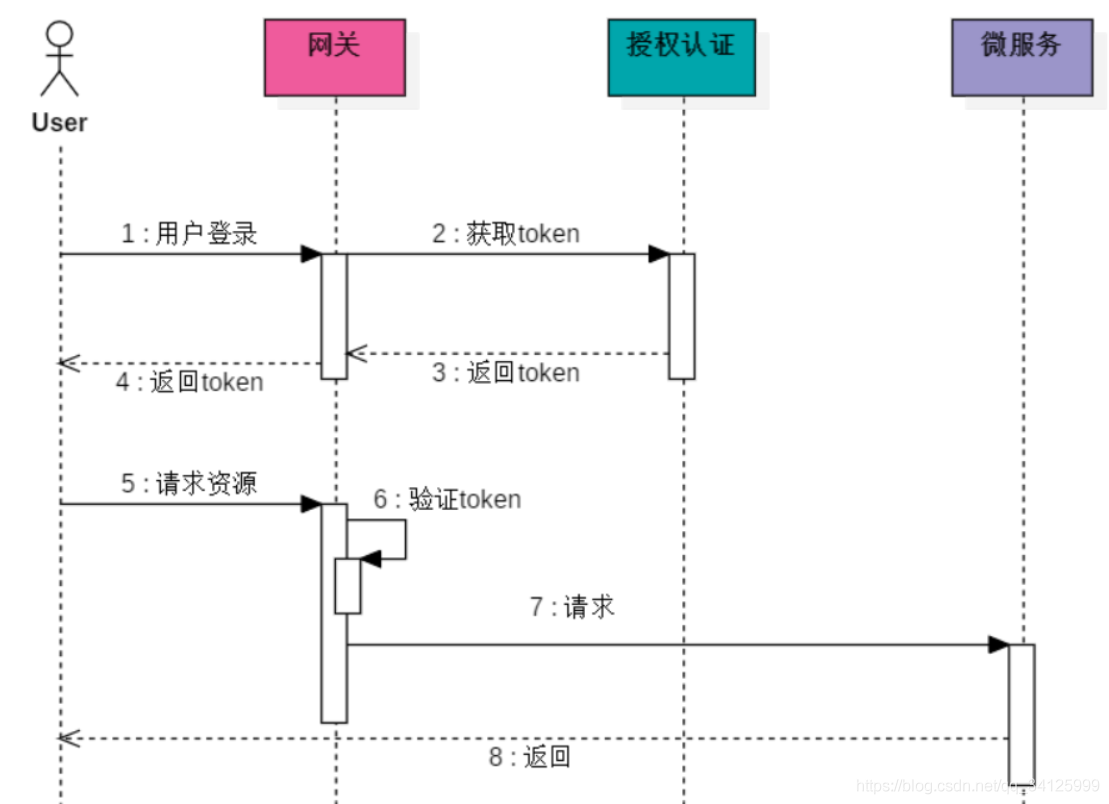 网关
授权认证
微服务
User
1 : 用户登录
2 : 获取token
3 : 返回token
4 : 返回token
5 : 请求资源
6 : 验证token
7 : 请求
8 : 返回
https://blog.csdn.net/qq_34125999